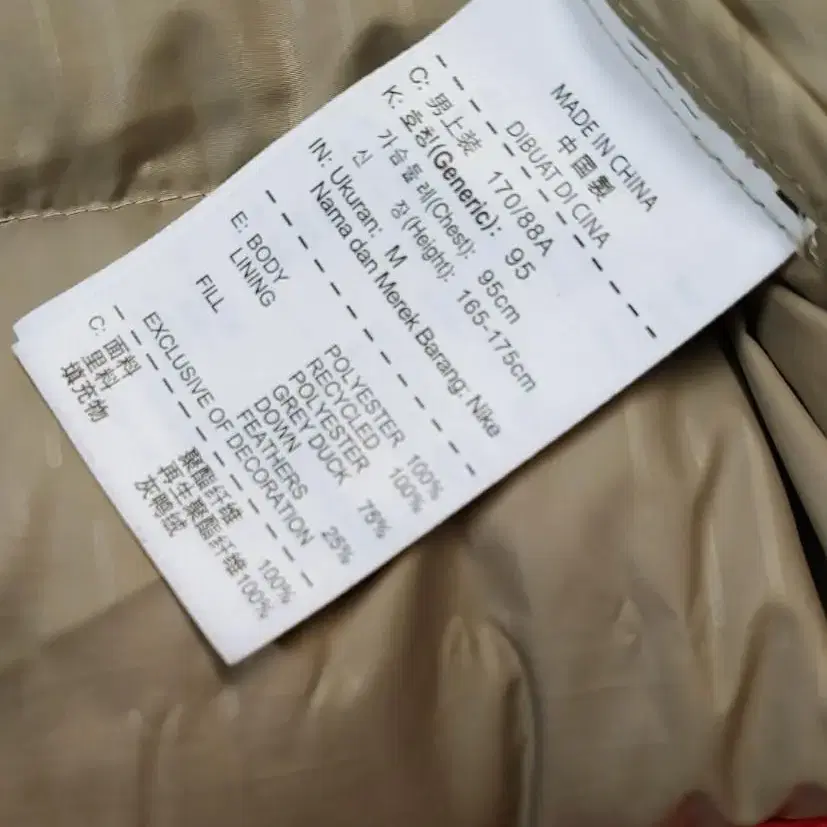 MADE IN CHINA
中国製
DIBUAT DI CINA
C: 男上装 170/88A
K: 호칭(Generic): 95
가슴둘레(Chest): 95cm
신 장(Height): 165-175cm
IN: Ukuran: M
Nama dan Merek Barang: Nike
E: BODY POLYESTER 100%
LINING RECYCLED
POLYESTER 100%
FILL GREY DUCK
DOWN 75%
FEATHERS 25%
EXCLUSIVE OF DECORATION
C: 面料 聚酯纤维 100%
里料 再生聚酯纤维100%
填充物 灰鸭绒